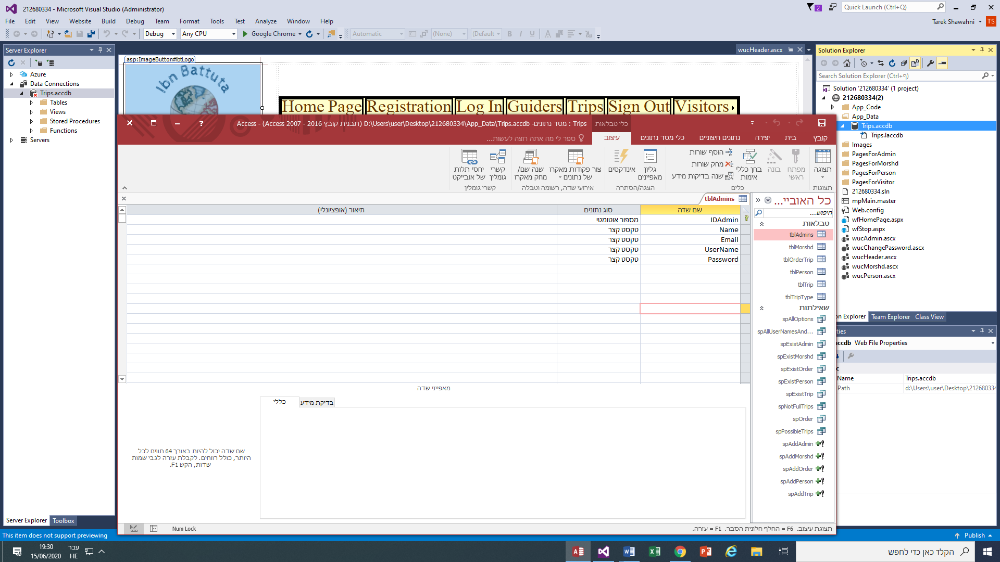 212680334 - Microsoft Visual Studio (Administrator)
2
Quick Launch (Ctrl+Q)
File Edit View Website Build Debug Team Format Tools Test Analyze Window Help
Tarek Shawahni
TS
Debug Any CPU Google Chrome Automatic (None) (Default B I U A
Server Explorer
Azure
Data Connections
Trips.accdb
Tables
Views
Stored Procedures
Functions
Servers
Server Explorer Toolbox
wucHeader.ascx
asp:ImageButton#ibtLogo
Ibn Battuta
Home Page Registration Log In Guiders Trips Sign Out Visitors
כלי טבלאות
Trips : מסד נתונים- D:\Users\user\Desktop\212680334\App_Data\Trips.accdb (תבנית קובץ Access 2007 - 2016) - Access
?
קובץ בית יצירה נתונים חיצוניים כלי מסד נתונים עיצוב ספר לי מה אתה רוצה לעשות...
תצוגה
תצוגות
מפתח ראשי
בונה
בחן כללי אימות
הוסף שורות
מחק שורות
שנה בדיקות מידע
כלים
גליון מאפיינים
אינדקסים
הצגה/הסתרה
צור פקודות מאקרו של נתונים
שנה שם/מחק מאקרו
אירועי שדה, רשומה וטבלה
קשרי גומלין
יחסי תלות של אובייקט
קשרי גומלין
כל האוביי...
חיפוש...
טבלאות
tblAdmins
tblMorshd
tblOrderTrip
tblPerson
tblTrip
tblTripType
שאילתות
spAllOptions
spAllUserNamesAnd...
spExistAdmin
spExistMorshd
spExistOrder
spExistPerson
spExistTrip
spNotFullTrips
spOrder
spPossibleTrips
spAddAdmin
spAddMorshd
spAddOrder
spAddPerson
spAddTrip
tblAdmins
שם שדה סוג נתונים תיאור (אופציונלי)
IDAdmin מספור אוטומטי
Name טקסט קצר
Email טקסט קצר
UserName טקסט קצר
Password טקסט קצר
מאפייני שדה
כללי בדיקת מידע
שם שדה יכול להיות באורך 64 תווים לכל
היותר, כולל רווחים. לקבלת עזרה לגבי שמות
שדות, הקש F1.
תצוגת עיצוב. F6 = החלף חלונית הסבר. F1 = עזרה.
Num Lock
Solution Explorer
Search Solution Explorer (Ctrl+ף)
Solution '212680334' (1 project)
212680334(2)
App_Code
App_Data
Trips.accdb
Trips.laccdb
Images
PagesForAdmin
PagesForMorshd
PagesForPerson
PagesForVisitor
212680334.sln
mpMain.master
Web.config
wfHomePage.aspx
wfStop.aspx
wucAdmin.ascx
wucChangePassword.ascx
wucHeader.ascx
wucMorshd.ascx
wucPerson.ascx
on Explorer Team Explorer Class View
ties
accdb Web File Properties
c
Name Trips.accdb
Path d:\Users\user\Desktop\212680334
This item does not support previewing
Publish
19:30
15/06/2020
עבר
HE
הקלד כאן כדי לחפש